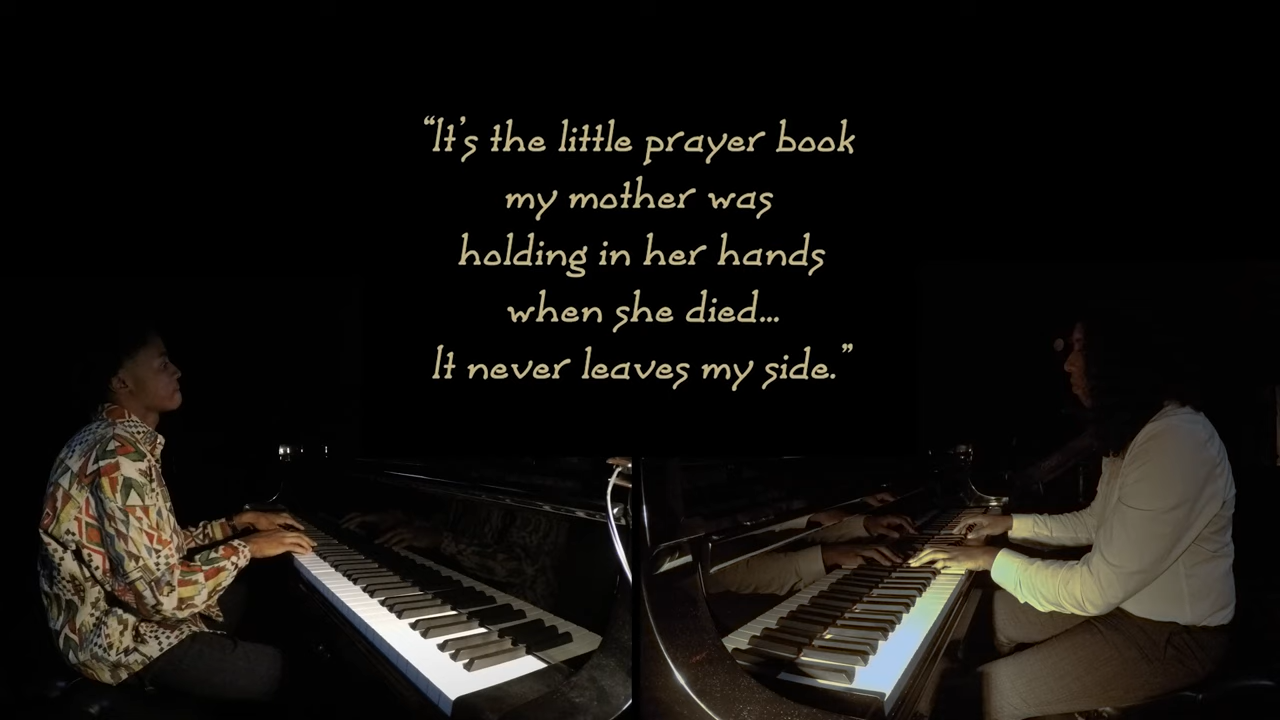 “It’s the little prayer book
my mother was
holding in her hands
when she died...
It never leaves my side.”